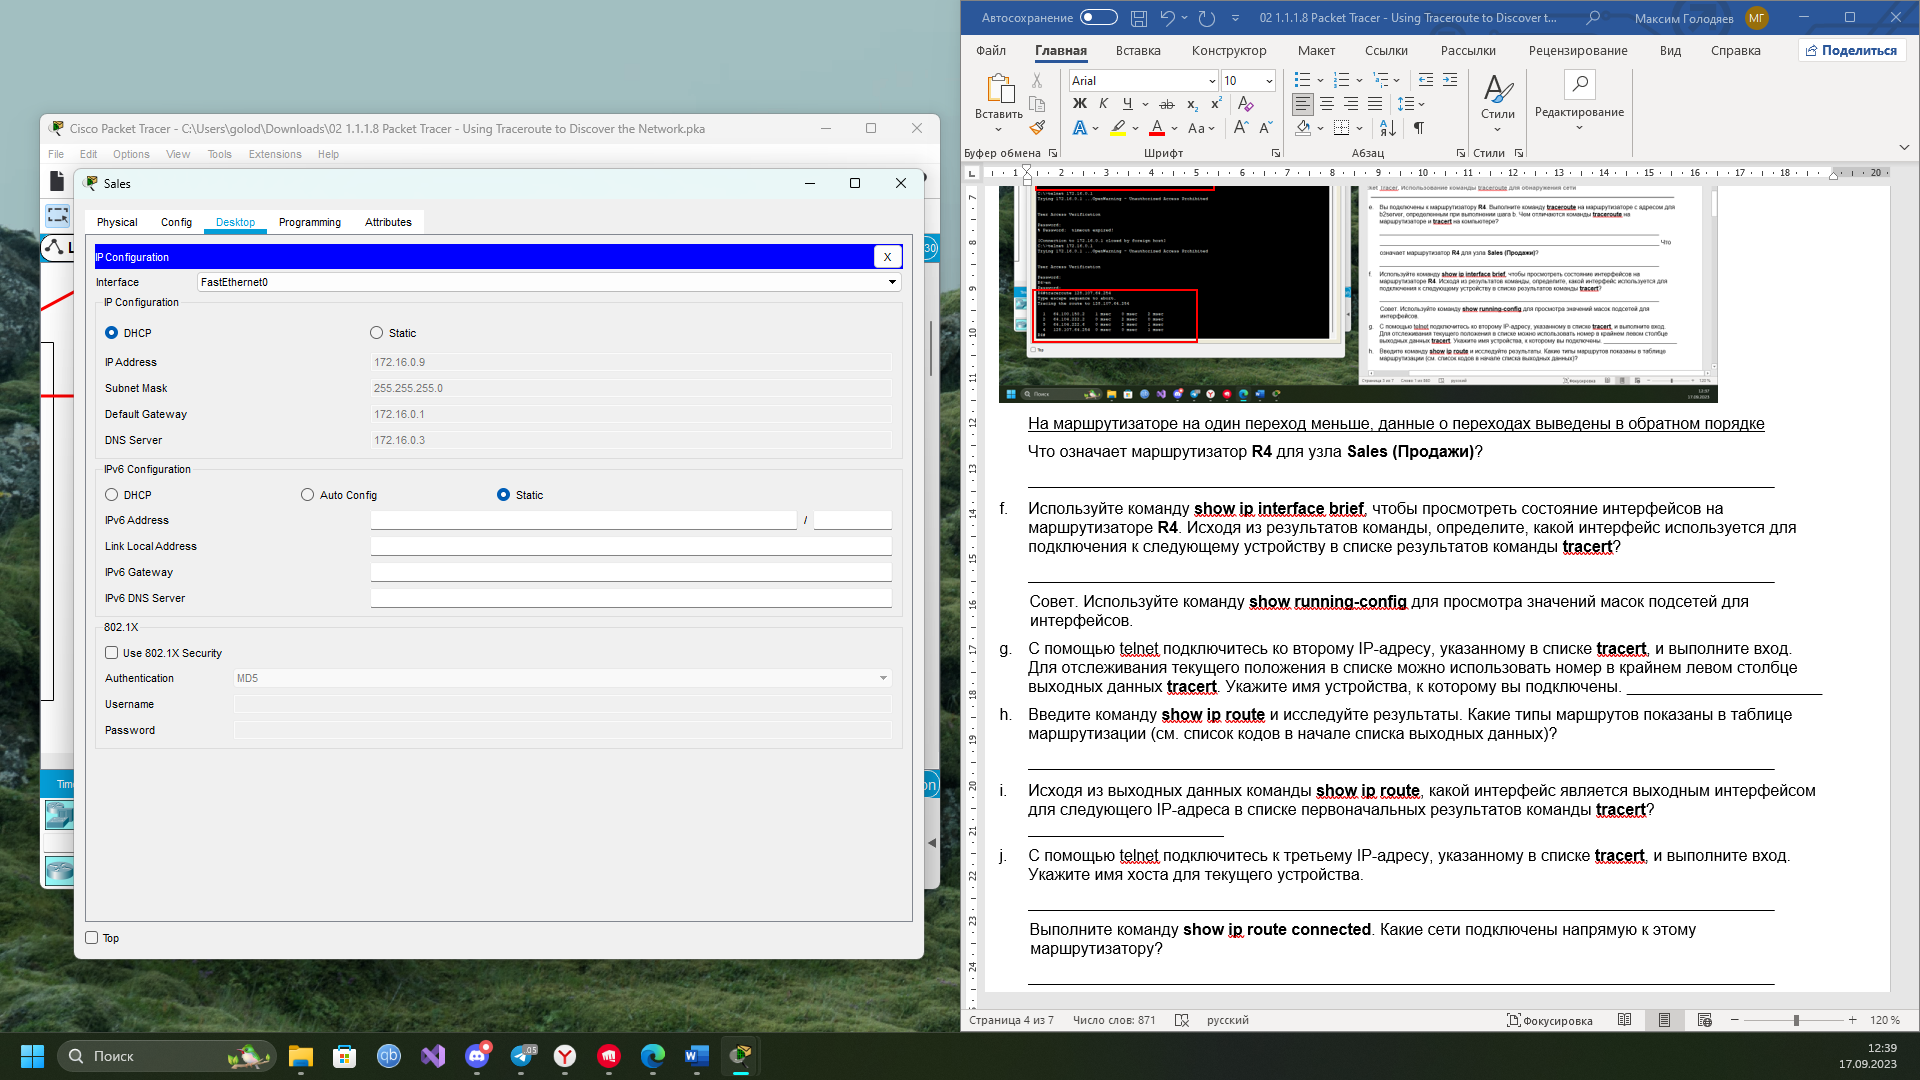 Cisco Packet Tracer - C:\Users\golod\Downloads\02 1.1.1.8 Packet Tracer - Using Traceroute to Discover the Network.pka
File Edit Options View Tools Extensions Help
Sales
Physical Config Desktop Programming Attributes
IP Configuration X
Interface FastEthernet0
IP Configuration
DHCP Static
IP Address 172.16.0.9
Subnet Mask 255.255.255.0
Default Gateway 172.16.0.1
DNS Server 172.16.0.3
IPv6 Configuration
DHCP Auto Config Static
IPv6 Address /
Link Local Address
IPv6 Gateway
IPv6 DNS Server
802.1X
Use 802.1X Security
Authentication MD5
Username
Password
Top
Автосохранение 02 1.1.1.8 Packet Tracer - Using Traceroute to Discover t... Максим Голодяев МГ
Файл Главная Вставка Конструктор Макет Ссылки Рассылки Рецензирование Вид Справка Поделиться
Arial 10
Вставить Стили Редактирование
Буфер обмена Шрифт Абзац Стили
На маршрутизаторе на один переход меньше, данные о переходах выведены в обратном порядке
Что означает маршрутизатор R4 для узла Sales (Продажи)?
f. Используйте команду show ip interface brief, чтобы просмотреть состояние интерфейсов на
маршрутизаторе R4. Исходя из результатов команды, определите, какой интерфейс используется для
подключения к следующему устройству в списке результатов команды tracert?
Совет. Используйте команду show running-config для просмотра значений масок подсетей для
интерфейсов.
g. С помощью telnet подключитесь ко второму IP-адресу, указанному в списке tracert, и выполните вход.
Для отслеживания текущего положения в списке можно использовать номер в крайнем левом столбце
выходных данных tracert. Укажите имя устройства, к которому вы подключены.
h. Введите команду show ip route и исследуйте результаты. Какие типы маршрутов показаны в таблице
маршрутизации (см. список кодов в начале списка выходных данных)?
i. Исходя из выходных данных команды show ip route, какой интерфейс является выходным интерфейсом
для следующего IP-адреса в списке первоначальных результатов команды tracert?
j. С помощью telnet подключитесь к третьему IP-адресу, указанному в списке tracert, и выполните вход.
Укажите имя хоста для текущего устройства.
Выполните команду show ip route connected. Какие сети подключены напрямую к этому
маршрутизатору?
Страница 4 из 7 Число слов: 871 русский Фокусировка 120 %
Поиск
12:39
17.09.2023